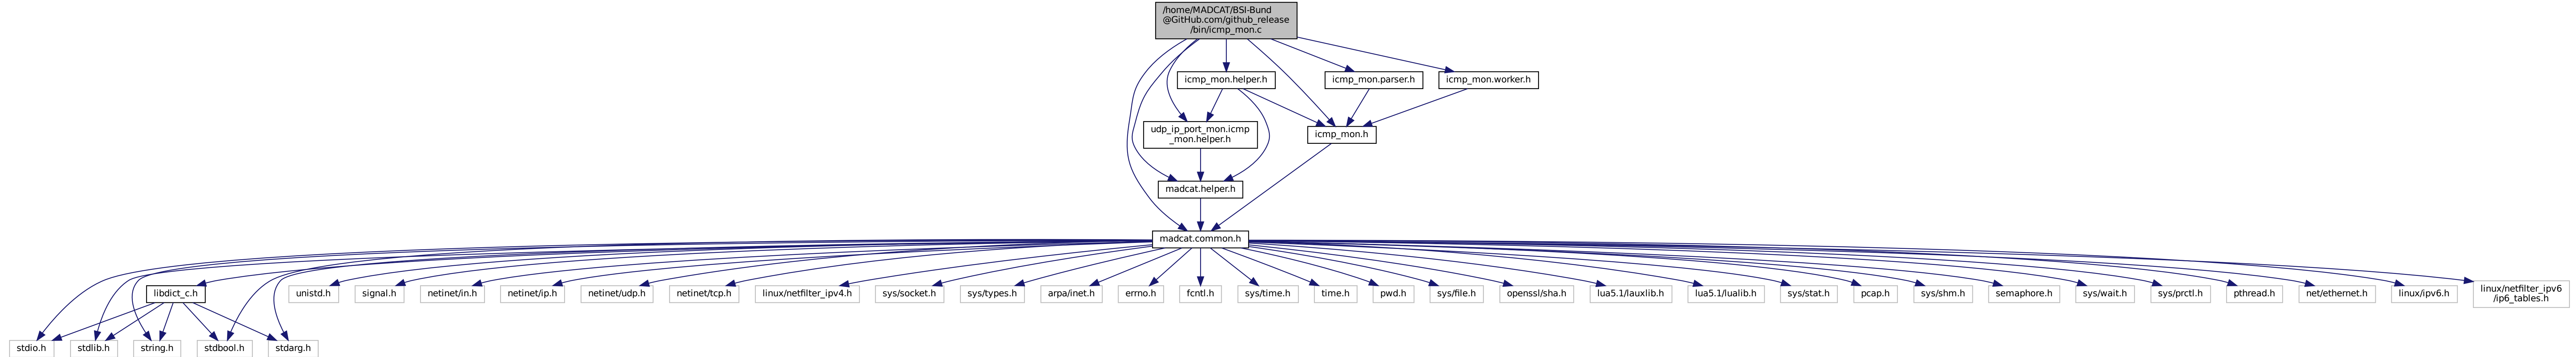 /home/MADCAT/BSI-Bund
@GitHub.com/github_release
/bin/icmp_mon.c
icmp_mon.helper.h
icmp_mon.parser.h
icmp_mon.worker.h
udp_ip_port_mon.icmp
_mon.helper.h
icmp_mon.h
madcat.helper.h
madcat.common.h
libdict_c.h
unistd.h
signal.h
netinet/in.h
netinet/ip.h
netinet/udp.h
netinet/tcp.h
linux/netfilter_ipv4.h
sys/socket.h
sys/types.h
arpa/inet.h
errno.h
fcntl.h
sys/time.h
time.h
pwd.h
sys/file.h
openssl/sha.h
lua5.1/lauxlib.h
lua5.1/lualib.h
sys/stat.h
pcap.h
sys/shm.h
semaphore.h
sys/wait.h
sys/prctl.h
pthread.h
net/ethernet.h
linux/ipv6.h
linux/netfilter_ipv6
/ip6_tables.h
stdio.h
stdlib.h
string.h
stdbool.h
stdarg.h